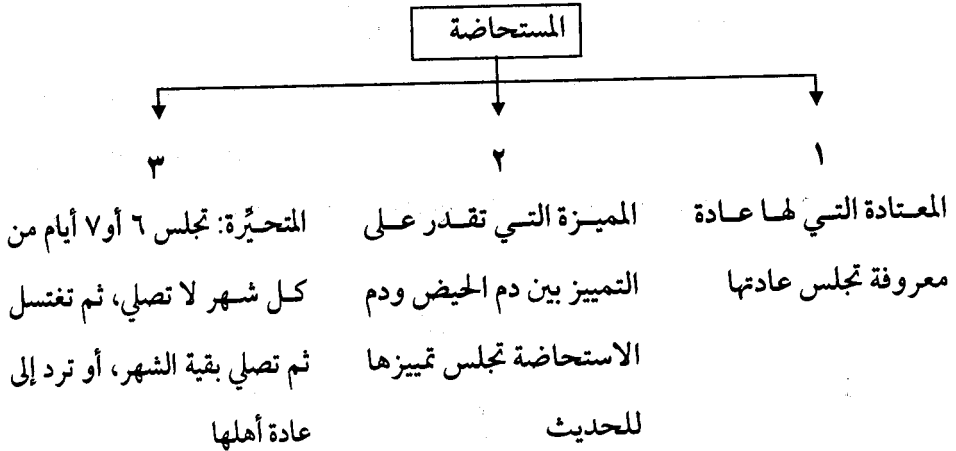 المستحاضة
١
المعتادة التي لها عادة
معروفة تجلس عادتها
٢
المميزة التي تقدر على
التمييز بين دم الحيض ودم
الاستحاضة تجلس تمييزها
للحديث
٣
المتحيِّرة: تجلس ٦ أو ٧ أيام من
كل شهر لا تصلي، ثم تغتسل
ثم تصلي بقية الشهر، أو ترد إلى
عادة أهلها